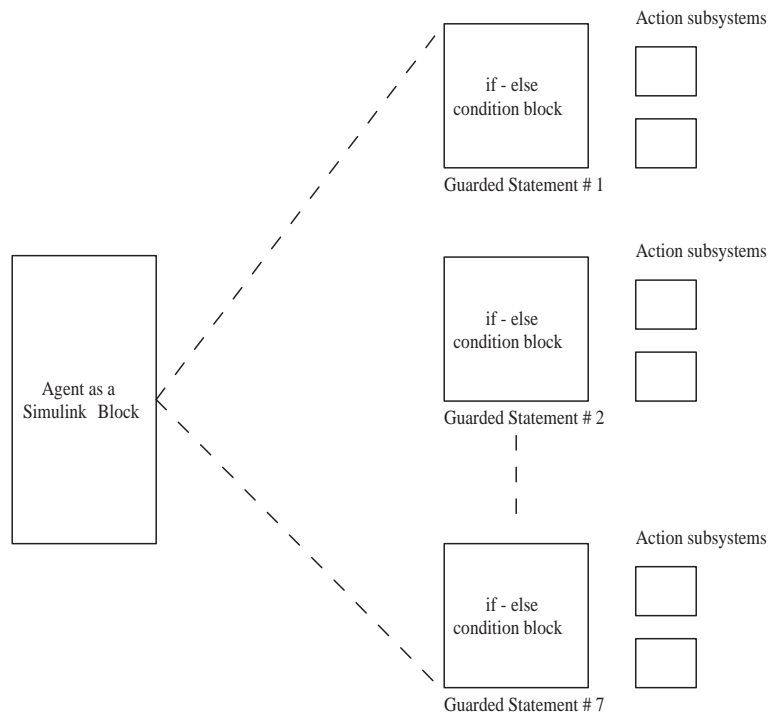 Action subsystems
if - else
condition block
Guarded Statement # 1
Action subsystems
if - else
condition block
Guarded Statement # 2
Agent as a
Simulink Block
Action subsystems
if - else
condition block
Guarded Statement # 7